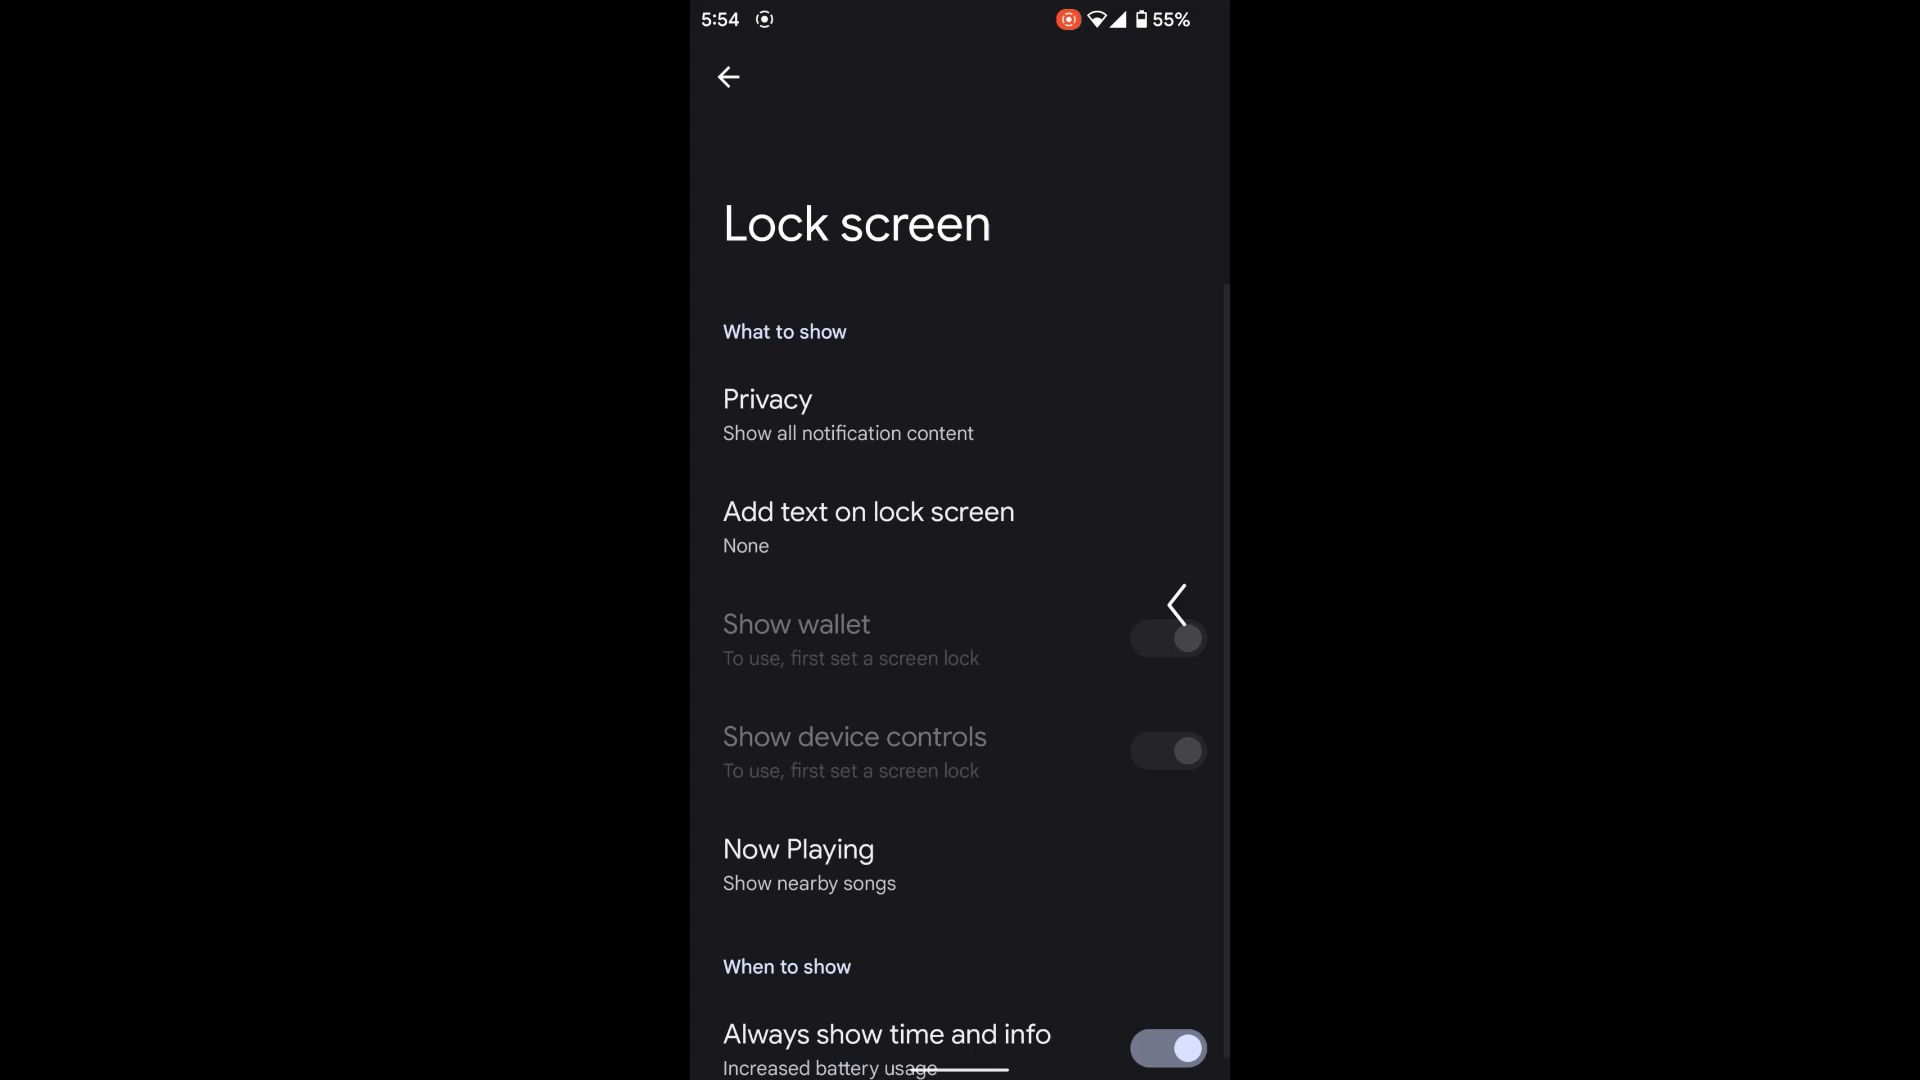 5:54 55%
Lock screen
What to show
Privacy
Show all notification content
Add text on lock screen
None
Show wallet
To use, first set a screen lock
Show device controls
To use, first set a screen lock
Now Playing
Show nearby songs
When to show
Always show time and info
Increased battery usage